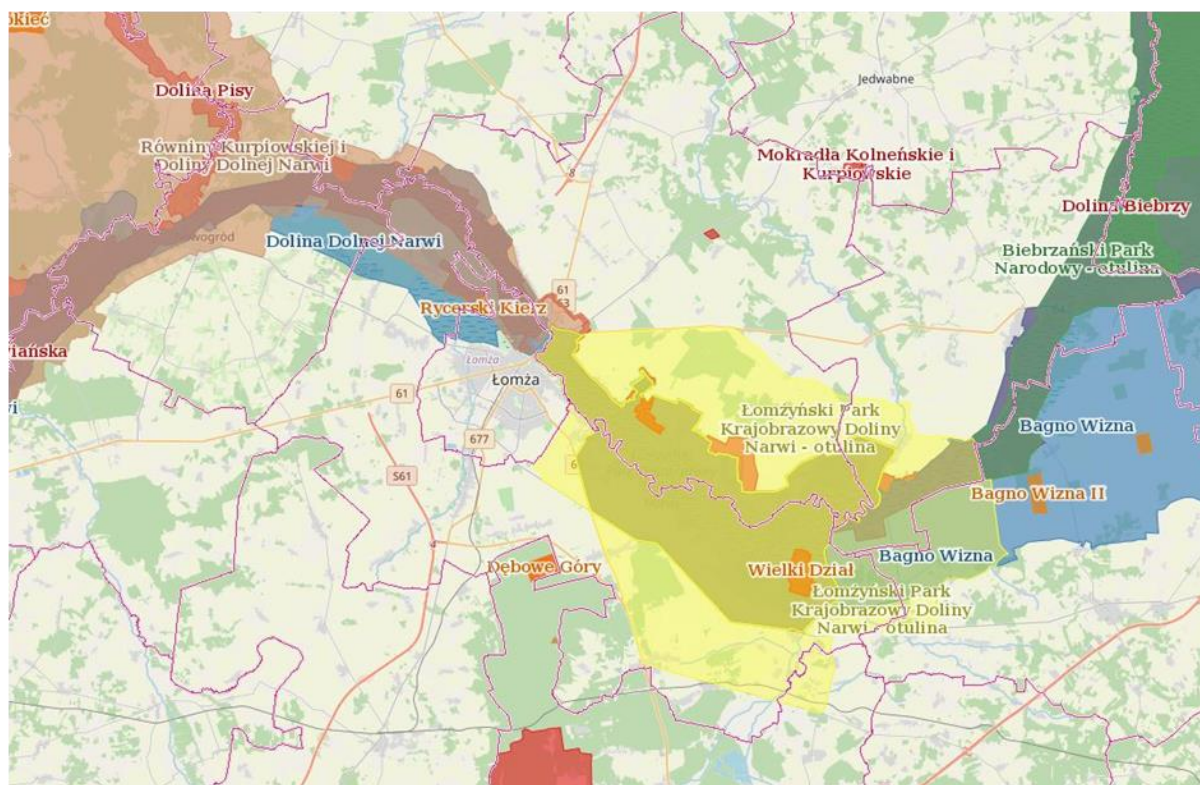 Dolina Pisy
Jedwabne
Równiny Kurpiowskiej i
Doliny Dolnej Narwi
8
Mokradła Kolneńskie i
Kurpiowskie
Dolina Biebrzy
Dolina Dolnej Narwi
Biebrzański Park
Narodowy - otulina
61
63
Rycerski Kierz
Łomża
Łomża
61
677
S61
Łomżyński Park
Krajobrazowy Doliny
Narwi - otulina
Bagno Wizna
Bagno Wizna II
Bagno Wizna
Dębowe Góry
Wielki Dział
Łomżyński Park
Krajobrazowy Doliny
Narwi - otulina